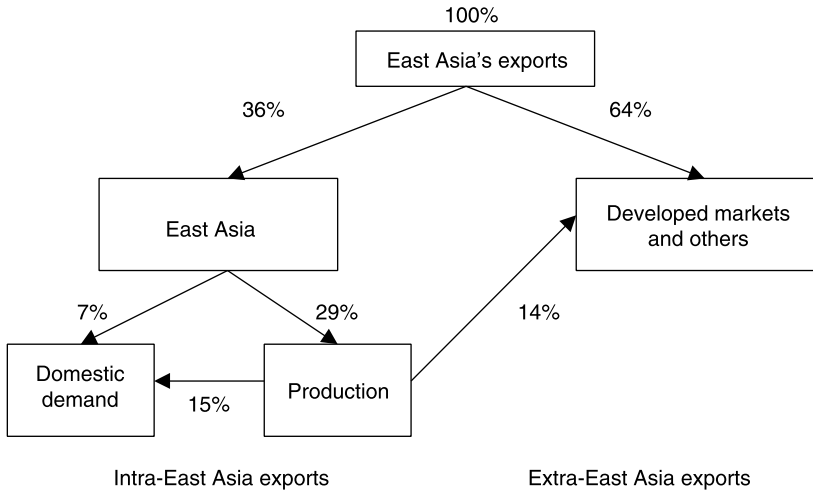 100%
East Asia's exports
36%
64%
East Asia
Developed markets
and others
7%
29%
14%
Domestic
demand
Production
15%
Intra-East Asia exports
Extra-East Asia exports